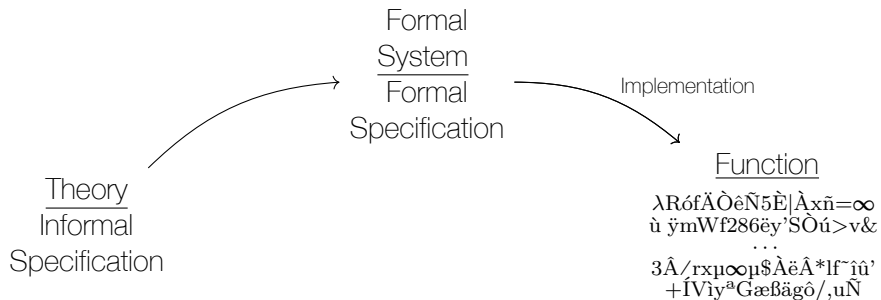 Formal
System
Formal
Specification
Implementation
Theory
Informal
Specification
Function
λRófÄÒêÑ5È|Àxñ=∞
ù ÿmWf286ëy'SÒú>v&
...
3Â/rxµ∞µ$ÀëÂ*lf˜îû'
+ÍVìyªGæßägô/,uÑ